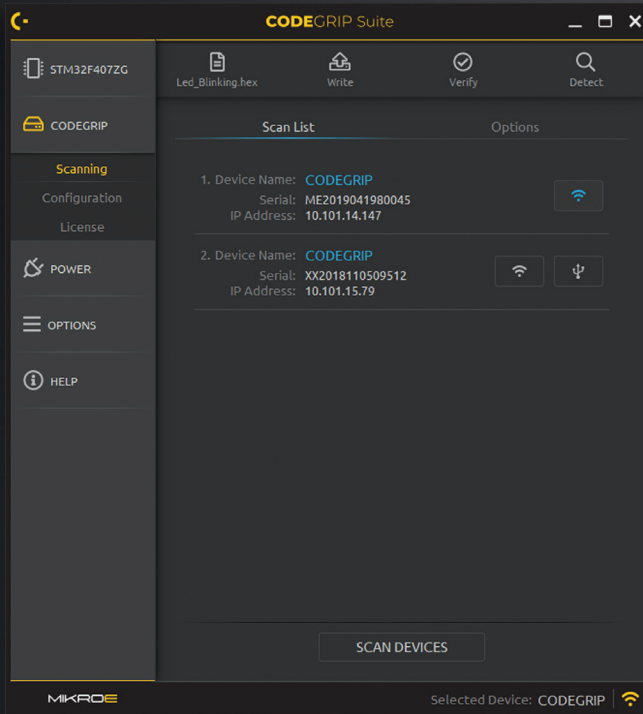 CODEGRIP Suite
STM32F407ZG
Led_Blinking.hex
Write
Verify
Detect
CODEGRIP
Scanning
Configuration
License
POWER
OPTIONS
HELP
Scan List
Options
1. Device Name: CODEGRIP
Serial: ME2019041980045
IP Address: 10.101.14.147
2. Device Name: CODEGRIP
Serial: XX2018110509512
IP Address: 10.101.15.79
SCAN DEVICES
MIKROE
Selected Device: CODEGRIP